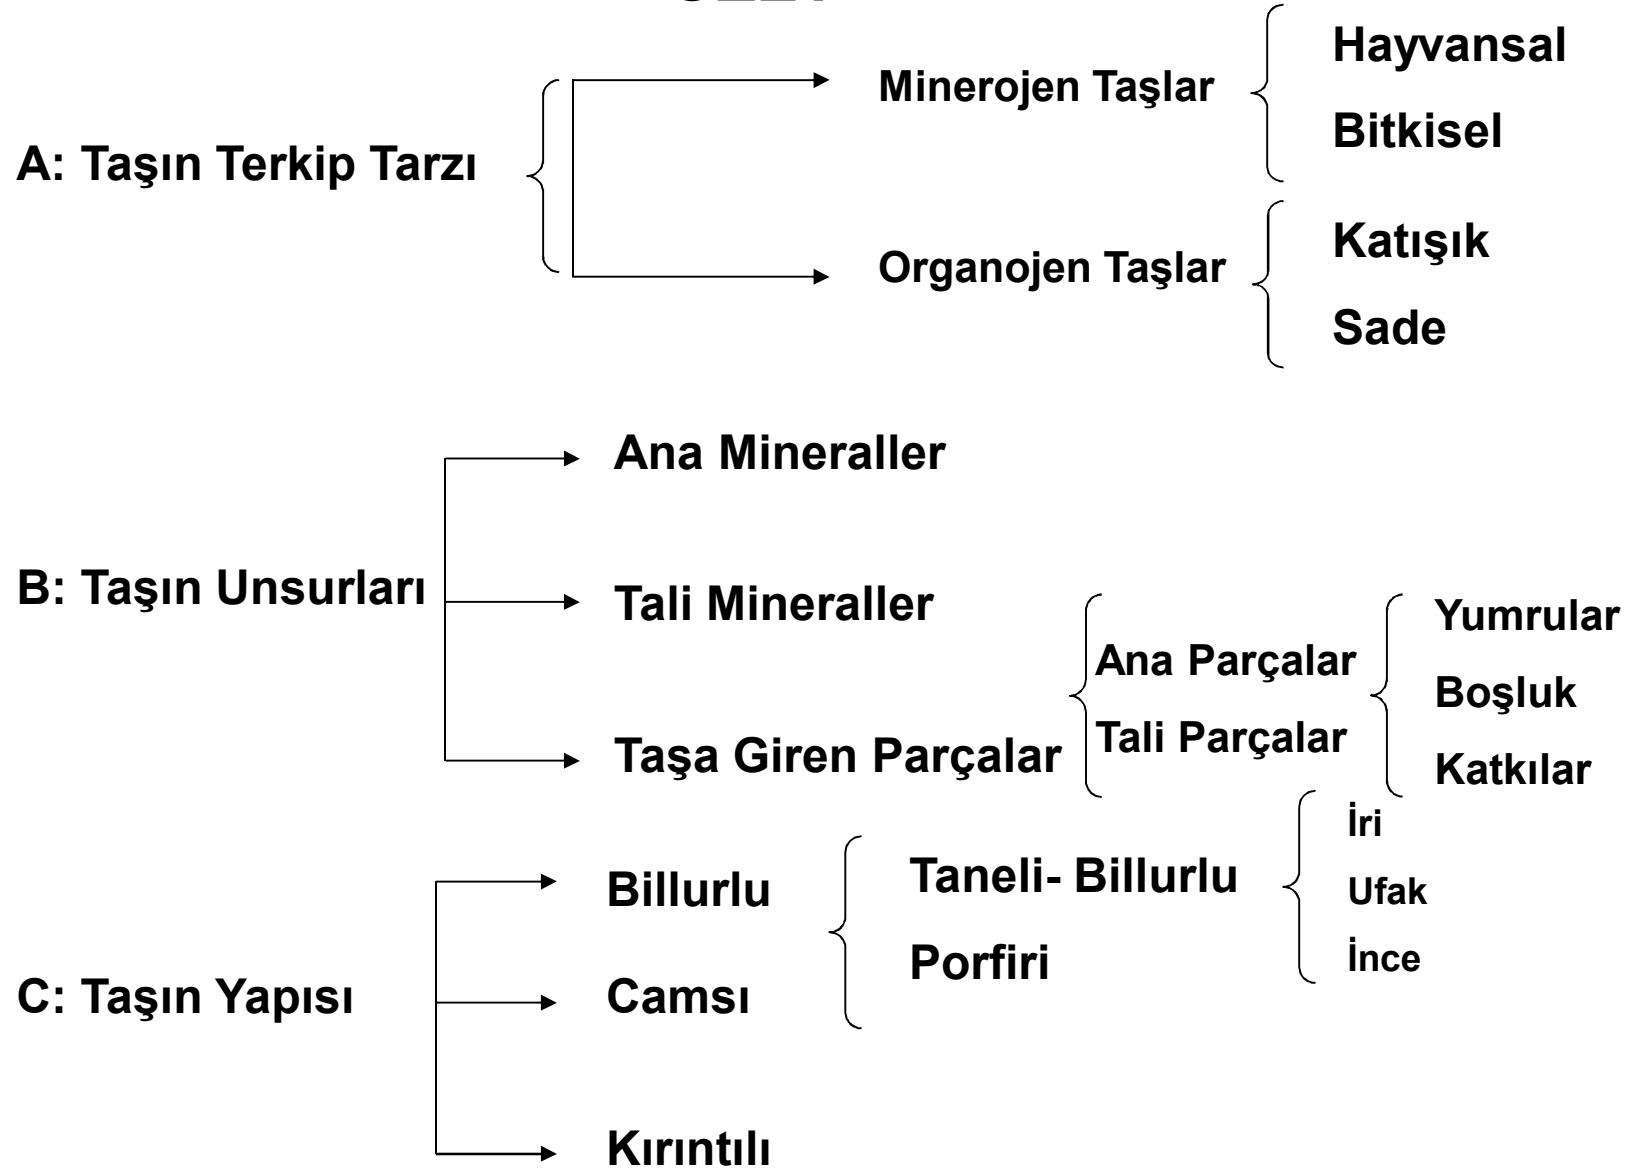 A: Taşın Terkip Tarzı
Minerojen Taşlar
Hayvansal
Bitkisel
Organojen Taşlar
Katışık
Sade
B: Taşın Unsurları
Ana Mineraller
Tali Mineraller
Taşa Giren Parçalar
Ana Parçalar
Tali Parçalar
Yumrular
Boşluk
Katkılar
C: Taşın Yapısı
Billurlu
Taneli- Billurlu
İri
Ufak
İnce
Porfiri
Camsı
Kırıntılı